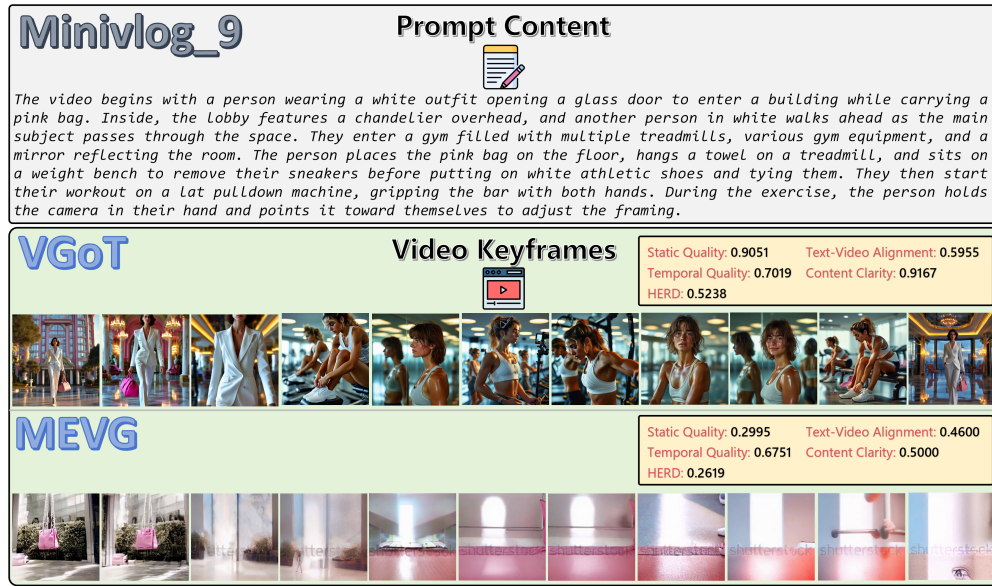 Minivlog_9
Prompt Content
The video begins with a person wearing a white outfit opening a glass door to enter a building while carrying a
pink bag. Inside, the lobby features a chandelier overhead, and another person in white walks ahead as the main
subject passes through the space. They enter a gym filled with multiple treadmills, various gym equipment, and a
mirror reflecting the room. The person places the pink bag on the floor, hangs a towel on a treadmill, and sits on
a weight bench to remove their sneakers before putting on white athletic shoes and tying them. They then start
their workout on a lat pulldown machine, gripping the bar with both hands. During the exercise, the person holds
the camera in their hand and points it toward themselves to adjust the framing.
VGoT
Video Keyframes
Static Quality: 0.9051 Text-Video Alignment: 0.5955
Temporal Quality: 0.7019 Content Clarity: 0.9167
HERD: 0.5238
MEVG
Static Quality: 0.2995 Text-Video Alignment: 0.4600
Temporal Quality: 0.6751 Content Clarity: 0.5000
HERD: 0.2619
shutterstock shutterstock shutterstock